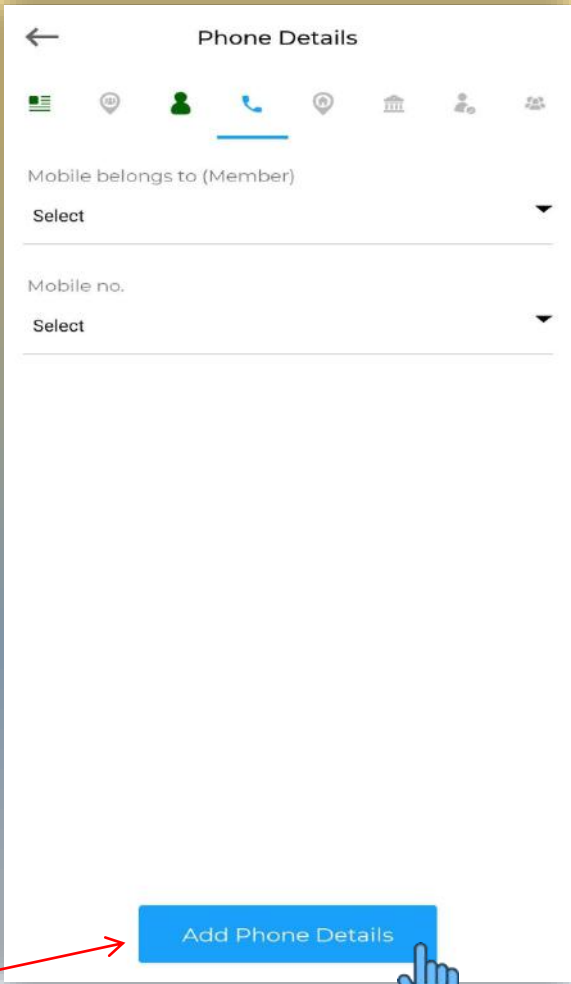 Phone Details
Mobile belongs to (Member)
Select
Mobile no.
Select
Add Phone Details